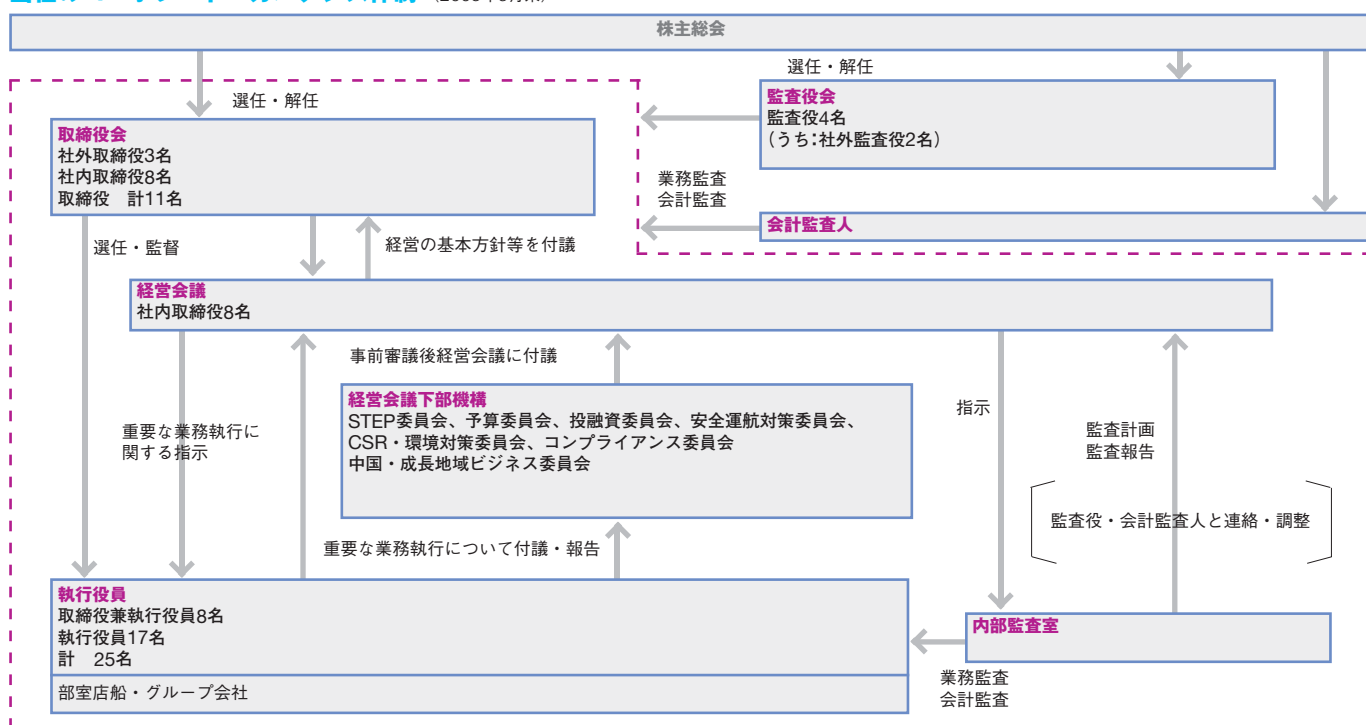 株主総会
選任・解任
選任・解任
監査役会
監査役4名
(うち:社外監査役2名)
取締役会
社外取締役3名
社内取締役8名
取締役　計11名
業務監査
会計監査
会計監査人
選任・監督
経営の基本方針等を付議
経営会議
社内取締役8名
事前審議後経営会議に付議
経営会議下部機構
STEP委員会、予算委員会、投融資委員会、安全運航対策委員会、
CSR・環境対策委員会、コンプライアンス委員会
中国・成長地域ビジネス委員会
指示
重要な業務執行に
関する指示
監査計画
監査報告
監査役・会計監査人と連絡・調整
重要な業務執行について付議・報告
執行役員
取締役兼執行役員8名
執行役員17名
計　25名
部室店船・グループ会社
内部監査室
業務監査
会計監査